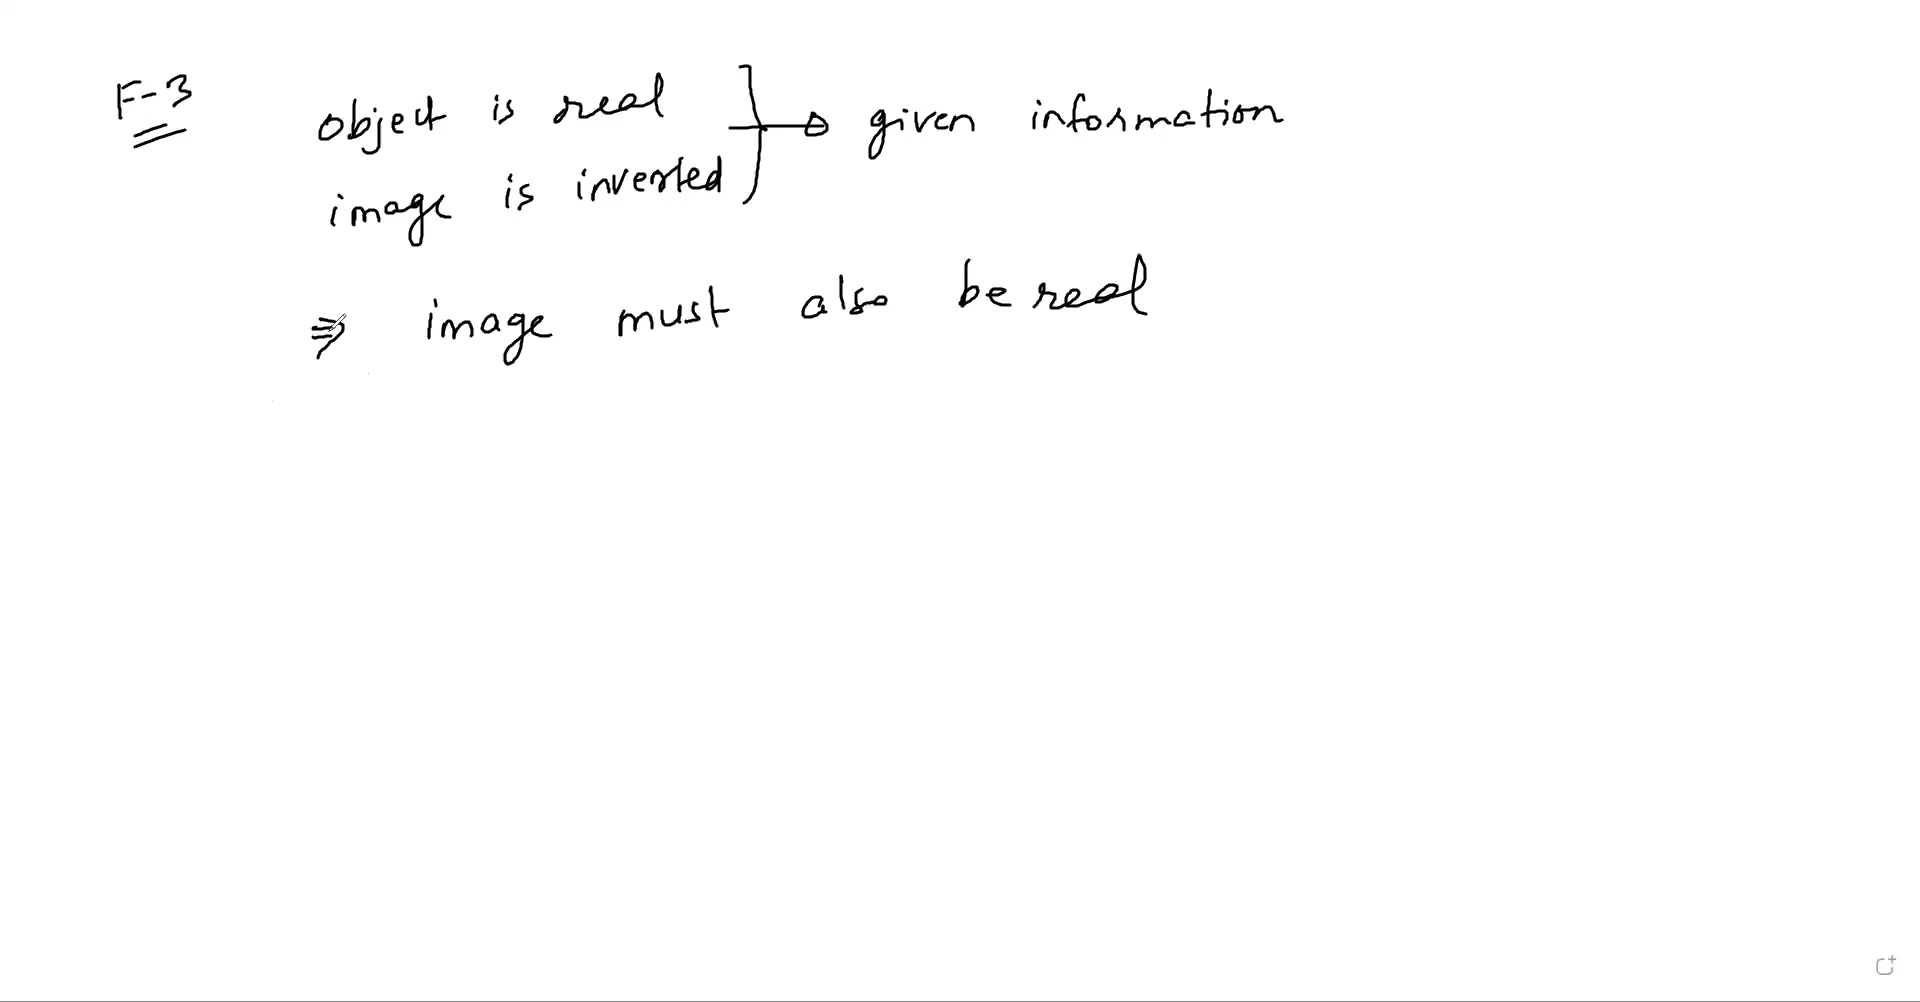 F-3
object is real
image is inverted
given information
⇒ image must also be real